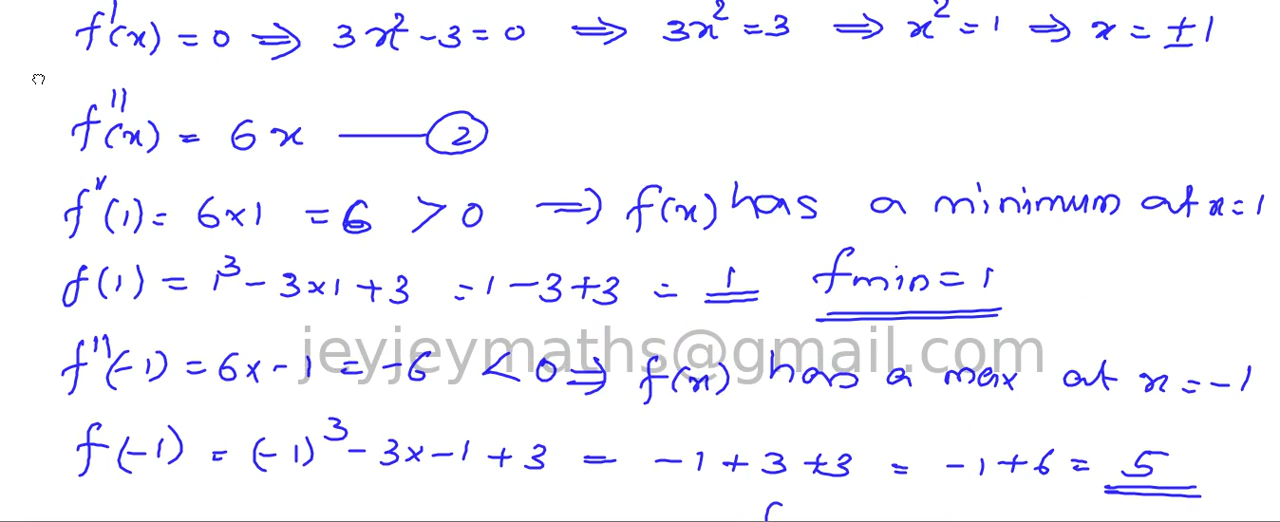 f'(x) = 0 ⇒ 3x² - 3 = 0 ⇒ 3x² = 3 ⇒ x² = 1 ⇒ x = ±1
f''(x) = 6x —— ②
f''(1) = 6×1 = 6 > 0 ⇒ f(x) has a minimum at x=1
f(1) = 1³ - 3×1 + 3 = 1 - 3 + 3 = 1 fmin = 1
jeyjeymaths@gmail.com
f''(-1) = 6×-1 = -6 < 0 ⇒ f(x) has a max at x = -1
f(-1) = (-1)³ - 3×-1 + 3 = -1 + 3 + 3 = -1 + 6 = 5